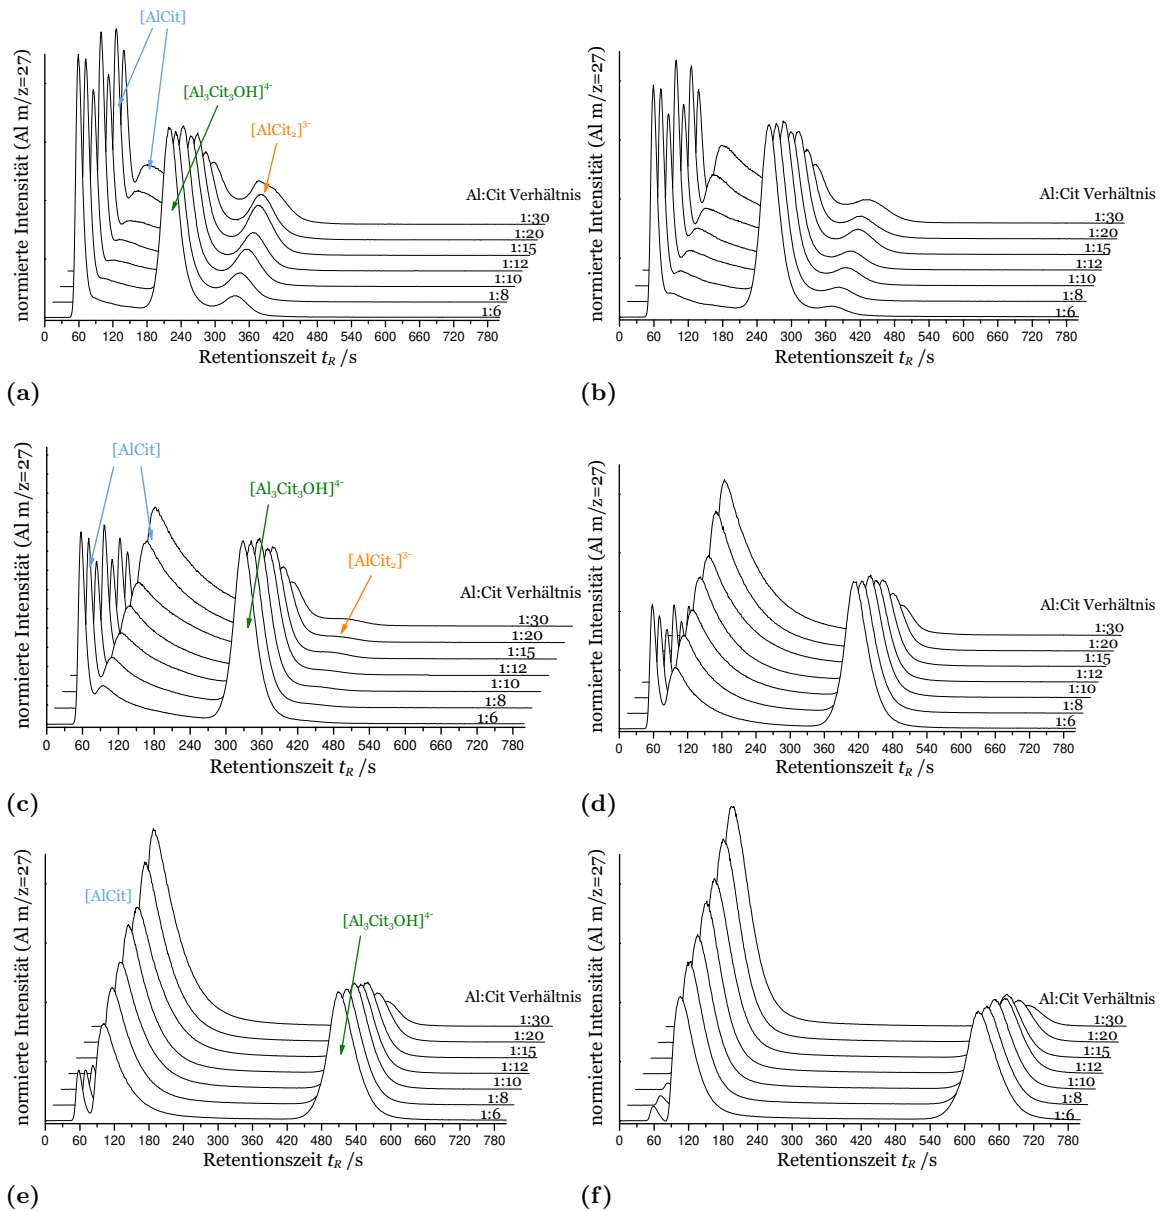 [AlCit]
[Al₃Cit₃OH]⁴⁻
[AlCit₂]³⁻
normierte Intensität (Al m/z=27)
Al:Cit Verhältnis
1:30
1:20
1:15
1:12
1:10
1:8
1:6
0 60 120 180 240 300 360 420 480 540 600 660 720 780
Retentionszeit tR /s
(a)
normierte Intensität (Al m/z=27)
Al:Cit Verhältnis
1:30
1:20
1:15
1:12
1:10
1:8
1:6
0 60 120 180 240 300 360 420 480 540 600 660 720 780
Retentionszeit tR /s
(b)
[AlCit]
[Al₃Cit₃OH]⁴⁻
[AlCit₂]³⁻
normierte Intensität (Al m/z=27)
Al:Cit Verhältnis
1:30
1:20
1:15
1:12
1:10
1:8
1:6
0 60 120 180 240 300 360 420 480 540 600 660 720 780
Retentionszeit tR /s
(c)
normierte Intensität (Al m/z=27)
Al:Cit Verhältnis
1:30
1:20
1:15
1:12
1:10
1:8
1:6
0 60 120 180 240 300 360 420 480 540 600 660 720 780
Retentionszeit tR /s
(d)
[AlCit]
[Al₃Cit₃OH]⁴⁻
normierte Intensität (Al m/z=27)
Al:Cit Verhältnis
1:30
1:20
1:15
1:12
1:10
1:8
1:6
0 60 120 180 240 300 360 420 480 540 600 660 720 780
Retentionszeit tR /s
(e)
normierte Intensität (Al m/z=27)
Al:Cit Verhältnis
1:30
1:20
1:15
1:12
1:10
1:8
1:6
0 60 120 180 240 300 360 420 480 540 600 660 720 780
Retentionszeit tR /s
(f)